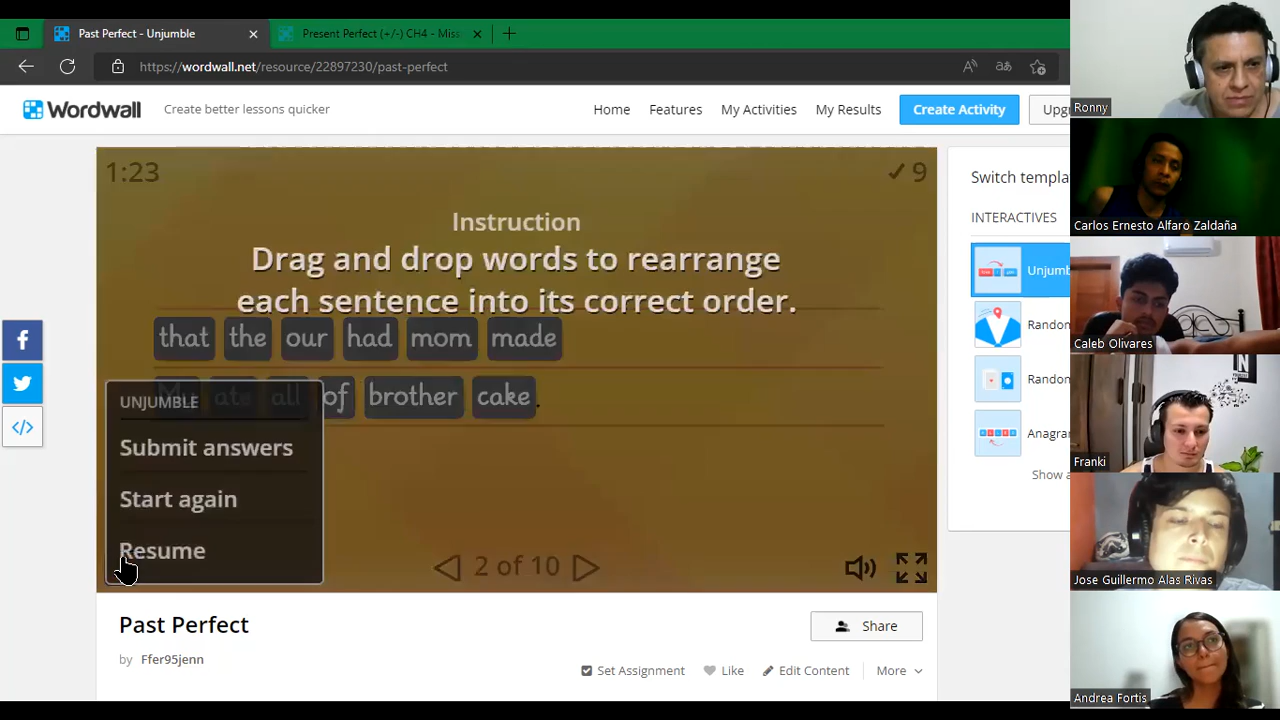 Past Perfect - Unjumble
Present Perfect (+/-) CH4 - Miss
https://wordwall.net/resource/22897230/past-perfect
Wordwall
Create better lessons quicker
Home
Features
My Activities
My Results
Create Activity
Upg
1:23
✓ 9
Instruction
Drag and drop words to rearrange
each sentence into its correct order.
that the our had mom made
My ate all of brother cake.
UNJUMBLE
Submit answers
Start again
Resume
2 of 10
Switch templa
INTERACTIVES
Unjumb
Random
Random
Anagra
Show a
Past Perfect
by Ffer95jenn
Share
Set Assignment
Like
Edit Content
More
Ronny
Carlos Ernesto Alfaro Zaldaña
Caleb Olivares
Franki
Jose Guillermo Alas Rivas
Andrea Fortis